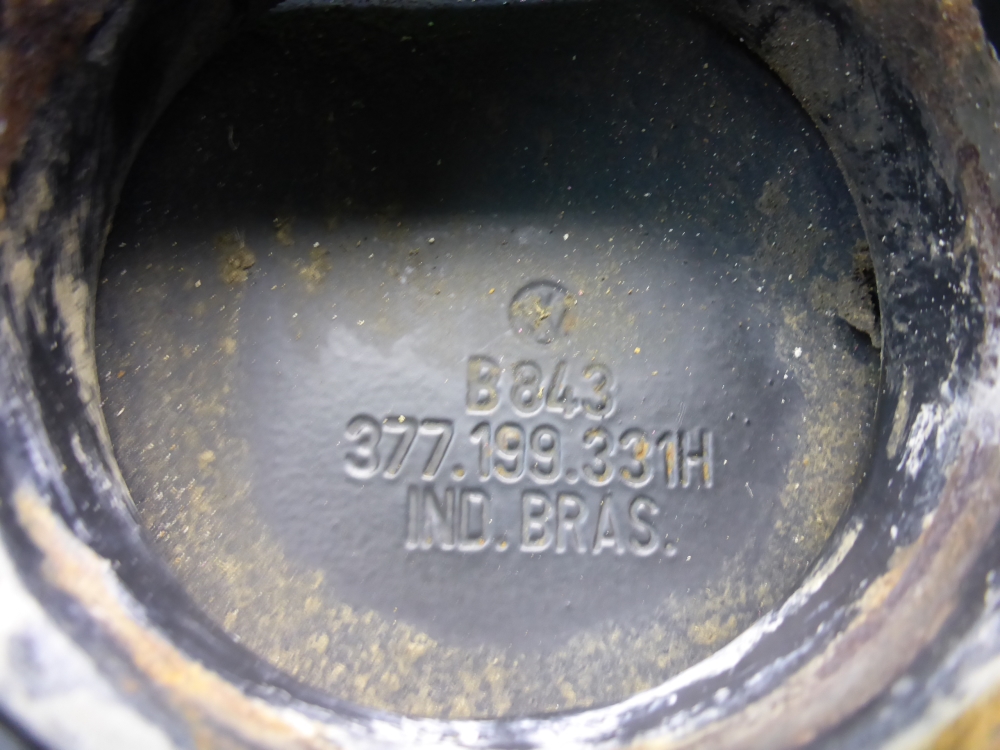 B843
377.199.331H
IND. BRAS.